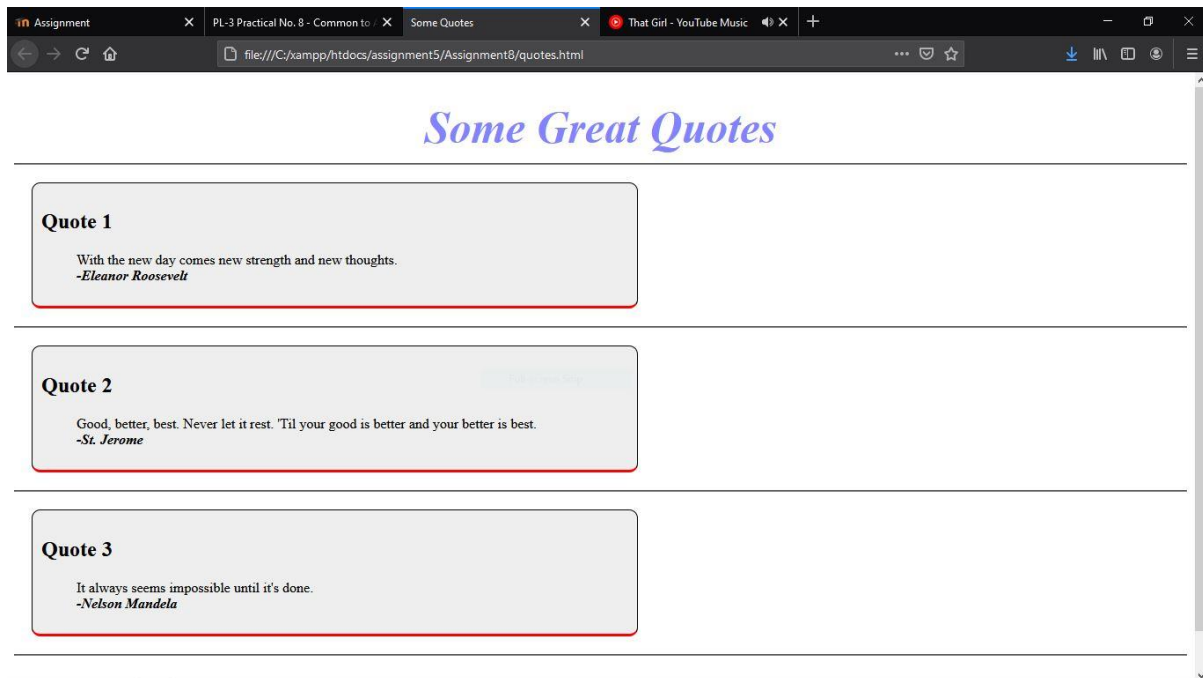 Assignment
PL-3 Practical No. 8 - Common to
Some Quotes
That Girl - YouTube Music
file:///C:/xampp/htdocs/assignment5/Assignment8/quotes.html
Some Great Quotes
Quote 1
With the new day comes new strength and new thoughts.
-Eleanor Roosevelt
Quote 2
Good, better, best. Never let it rest. 'Til your good is better and your better is best.
-St. Jerome
Quote 3
It always seems impossible until it's done.
-Nelson Mandela